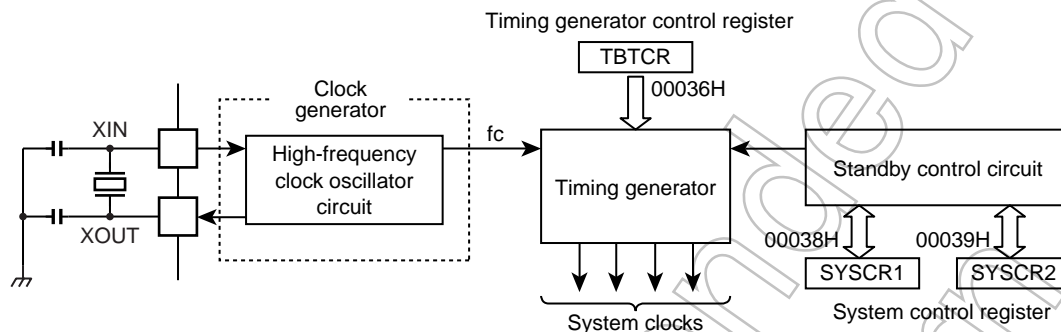 Timing generator control register
TBTCR
00036H
Clock
generator
XIN
fc
High-frequency
clock oscillator
circuit
Timing generator
Standby control circuit
XOUT
00038H
00039H
SYSCR1
SYSCR2
System clocks
System control register